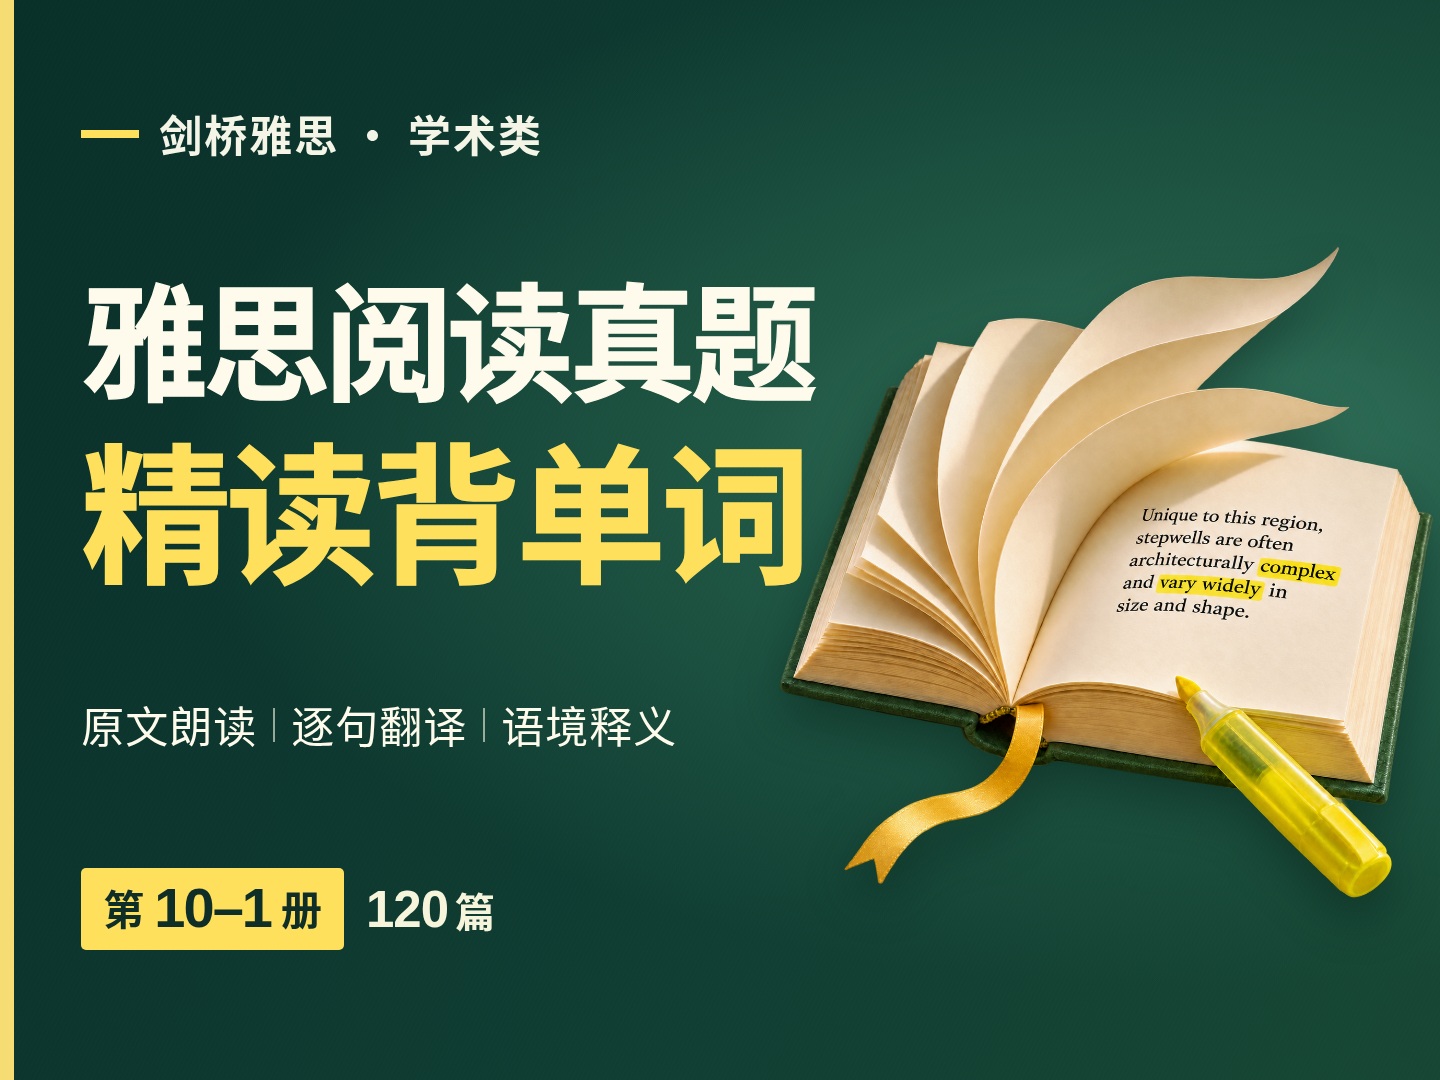 剑桥雅思 · 学术类
雅思阅读真题
精读背单词
原文朗读｜逐句翻译｜语境释义
第 10–1 册 120 篇
Unique to this region,
stepwells are often
architecturally complex
and vary widely in
size and shape.